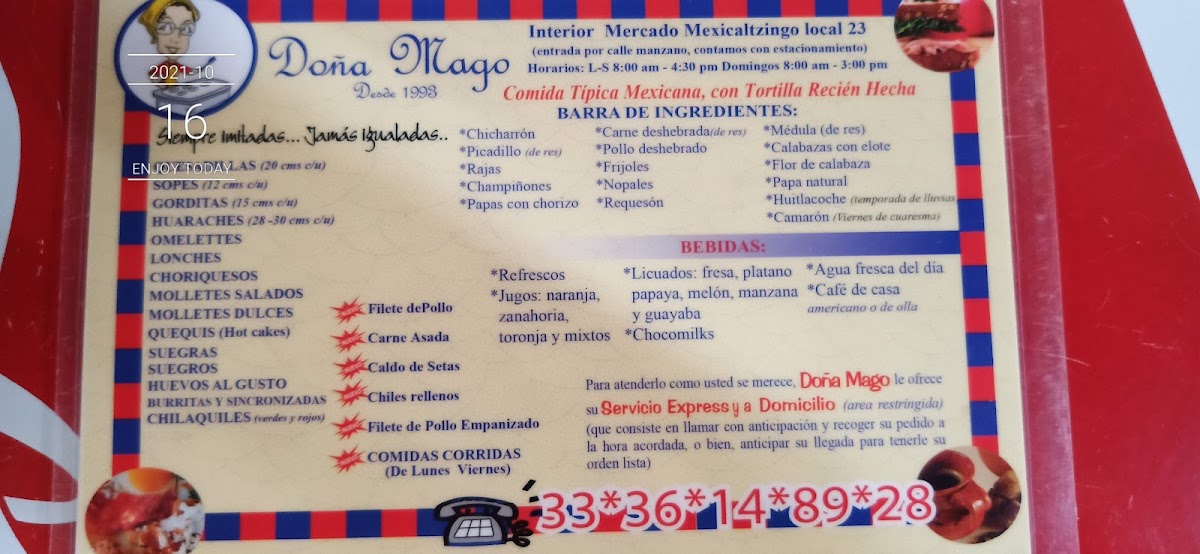 Doña Mago
Desde 1993
Interior Mercado Mexicaltzingo local 23
(entrada por calle manzano, contamos con estacionamiento)
Horarios: L-S 8:00 am - 4:30 pm Domingos 8:00 am - 3:00 pm
Comida Típica Mexicana, con Tortilla Recién Hecha
2021-10
16
ENJOY TODAY
Siempre Imitadas... Jamás Igualadas..
LAS (20 cms c/u)
SOPES (12 cms c/u)
GORDITAS (15 cms c/u)
HUARACHES (28 -30 cms c/u)
OMELETTES
LONCHES
CHORIQUESOS
MOLLETES SALADOS
MOLLETES DULCES
QUEQUIS (Hot cakes)
SUEGRAS
SUEGROS
HUEVOS AL GUSTO
BURRITAS Y SINCRONIZADAS
CHILAQUILES (verdes y rojos)
Filete dePollo
Carne Asada
Caldo de Setas
Chiles rellenos
Filete de Pollo Empanizado
COMIDAS CORRIDAS
(De Lunes Viernes)
BARRA DE INGREDIENTES:
*Chicharrón
*Picadillo (de res)
*Rajas
*Champiñones
*Papas con chorizo
*Carne deshebrada(de res)
*Pollo deshebrado
*Frijoles
*Nopales
*Requesón
*Médula (de res)
*Calabazas con elote
*Flor de calabaza
*Papa natural
*Huitlacoche (temporada de lluvias)
*Camarón (Viernes de cuaresma)
BEBIDAS:
*Refrescos
*Jugos: naranja,
zanahoria,
toronja y mixtos
*Licuados: fresa, platano
papaya, melón, manzana
y guayaba
*Chocomilks
*Agua fresca del día
*Café de casa
americano o de olla
Para atenderlo como usted se merece, Doña Mago le ofrece
su Servicio Express y a Domicilio (area restringida)
(que consiste en llamar con anticipación y recoger su pedido a
la hora acordada, o bien, anticipar su llegada para tenerle su
orden lista)
33*36*14*89*28